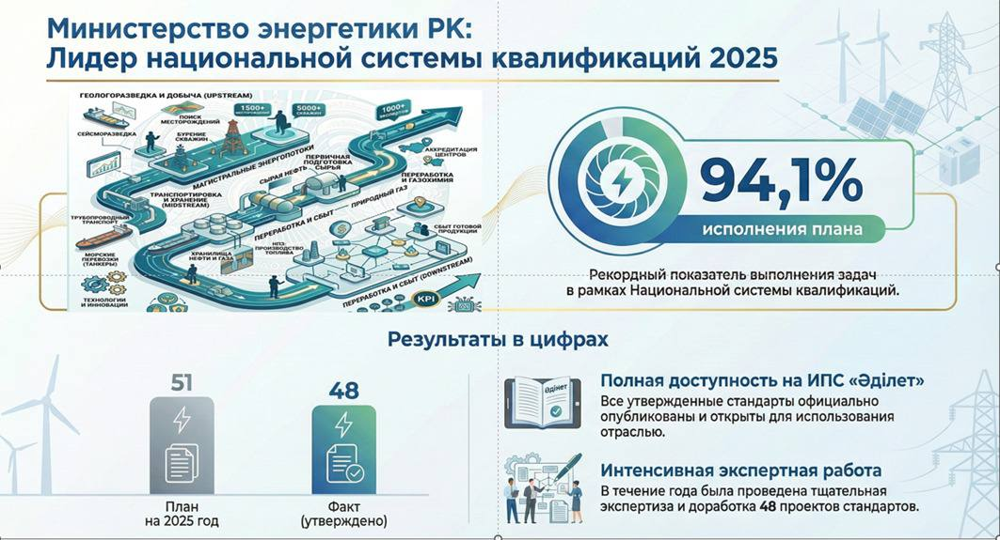 Министерство энергетики РК:
Лидер национальной системы квалификаций 2025
ГЕОЛОГОРАЗВЕДКА И ДОБЫЧА (UPSTREAM)
1500+
5000+
СКВАЖИН
1000+
ПОИСК
МЕСТОРОЖДЕНИЙ
СЕЙСМОРАЗВЕДКА
БУРЕНИЕ
СКВАЖИН
АККРЕДИТАЦИЯ
ЦЕНТРОВ
МАГИСТРАЛЬНЫЕ ЭНЕРГОПОТОКИ
ПЕРВИЧНАЯ
ПОДГОТОВКА
СЫРЬЯ
СЫРАЯ НЕФТЬ
ПЕРЕРАБОТКА
И ГАЗОХИМИЯ
ТРАНСПОРТИРОВКА
И ХРАНЕНИЕ
(MIDSTREAM)
ПРИРОДНЫЙ ГАЗ
ТРУБОПРОВОДНЫЙ
ТРАНСПОРТ
ПЕРЕРАБОТКА И СБЫТ
СБЫТ ГОТОВОЙ
ПРОДУКЦИИ
МОРСКИЕ
ПЕРЕВОЗКИ
(ТАНКЕРЫ)
ХРАНИЛИЩА
НЕФТИ И ГАЗА
НПЗ:
ПРОИЗВОДСТВО
ТОПЛИВА
ТЕХНОЛОГИИ
И ИННОВАЦИИ
ПЕРЕРАБОТКА И СБЫТ (DOWNSTREAM)
KPI
94,1%
исполнения плана
Рекордный показатель выполнения задач
в рамках Национальной системы квалификаций.
Результаты в цифрах
51
План
на 2025 год
48
Факт
(утверждено)
Әділет
Полная доступность на ИПС «Әділет»
Все утвержденные стандарты официально
опубликованы и открыты для использования
отраслью.
Интенсивная экспертная работа
В течение года была проведена тщательная
экспертиза и доработка 48 проектов стандартов.